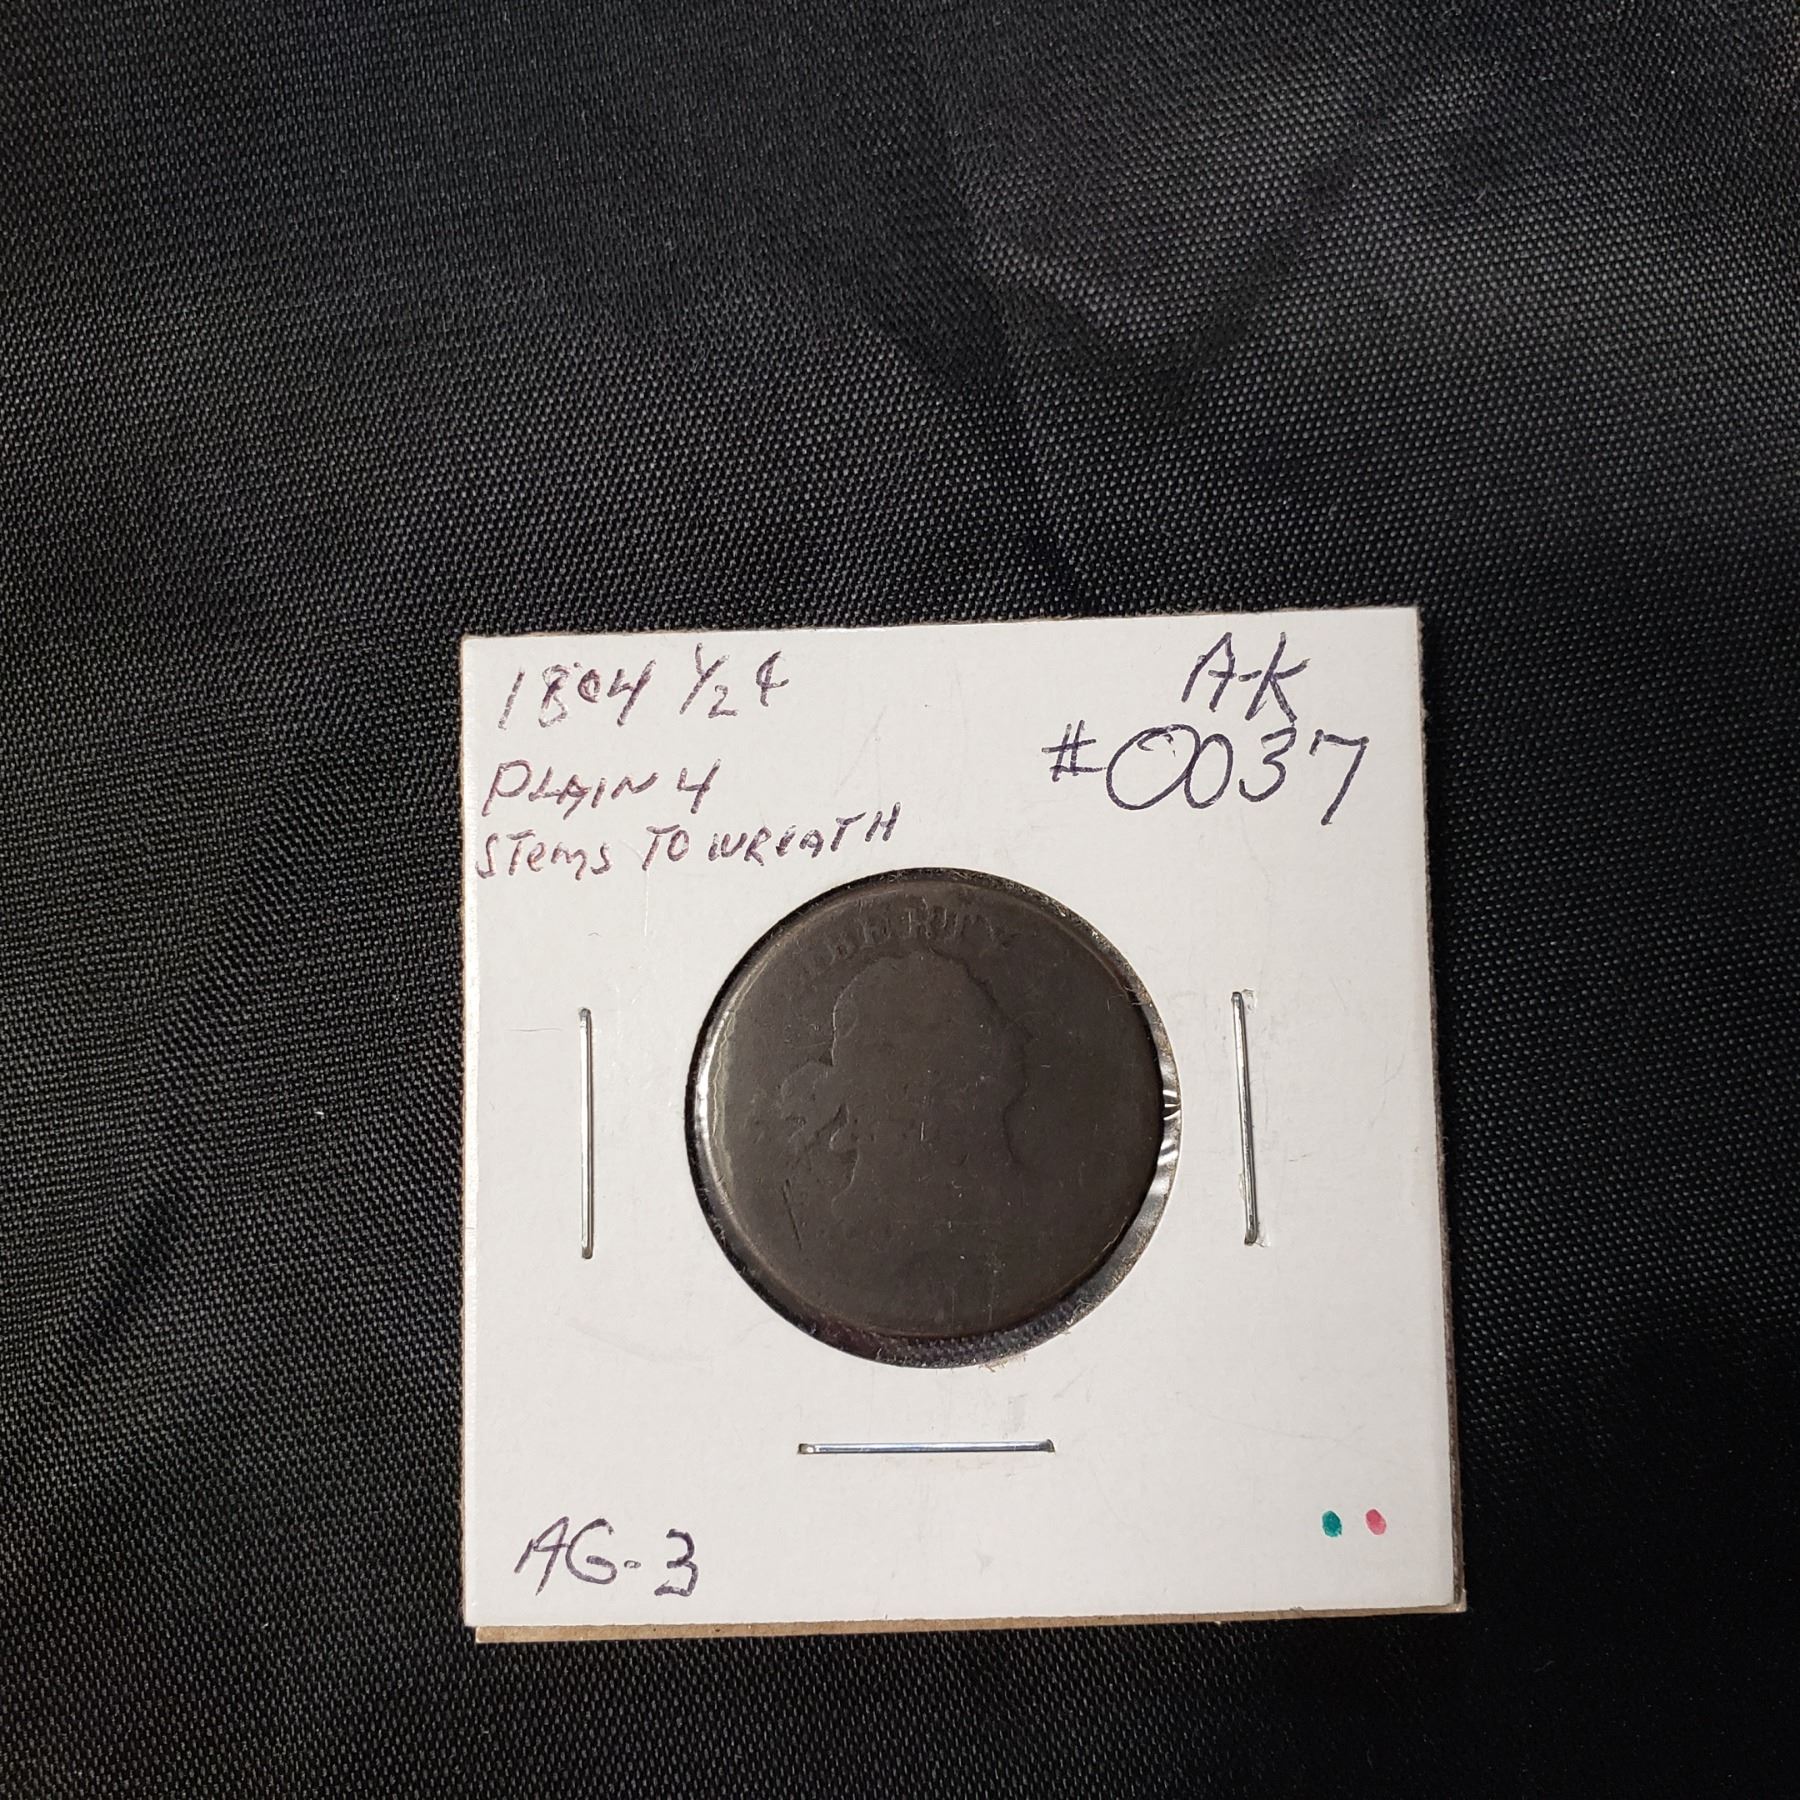 1804 1/2 ¢
PLAIN 4
STems TO WREATH
A-K
#0037
LIBERTY
AG-3